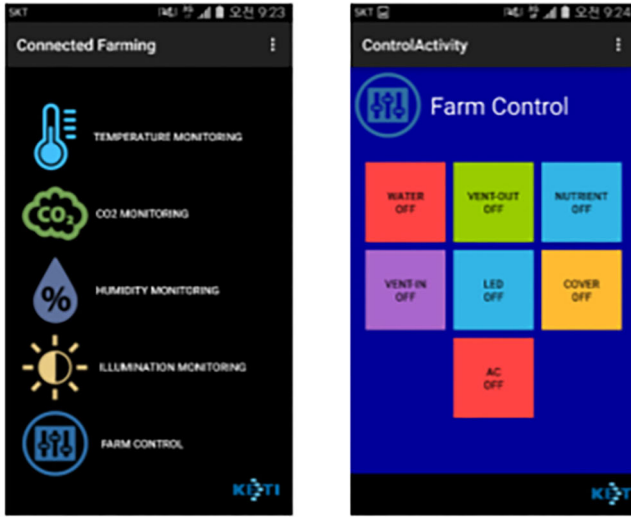 SKT 오전 9:23
Connected Farming
TEMPERATURE MONITORING
CO2
CO2 MONITORING
%
HUMIDITY MONITORING
ILLUMINATION MONITORING
FARM CONTROL
KETI
SKT 오전 9:24
ControlActivity
Farm Control
WATER
OFF
VENT-OUT
OFF
NUTRIENT
OFF
VENT-IN
OFF
LED
OFF
COVER
OFF
AC
OFF
KET